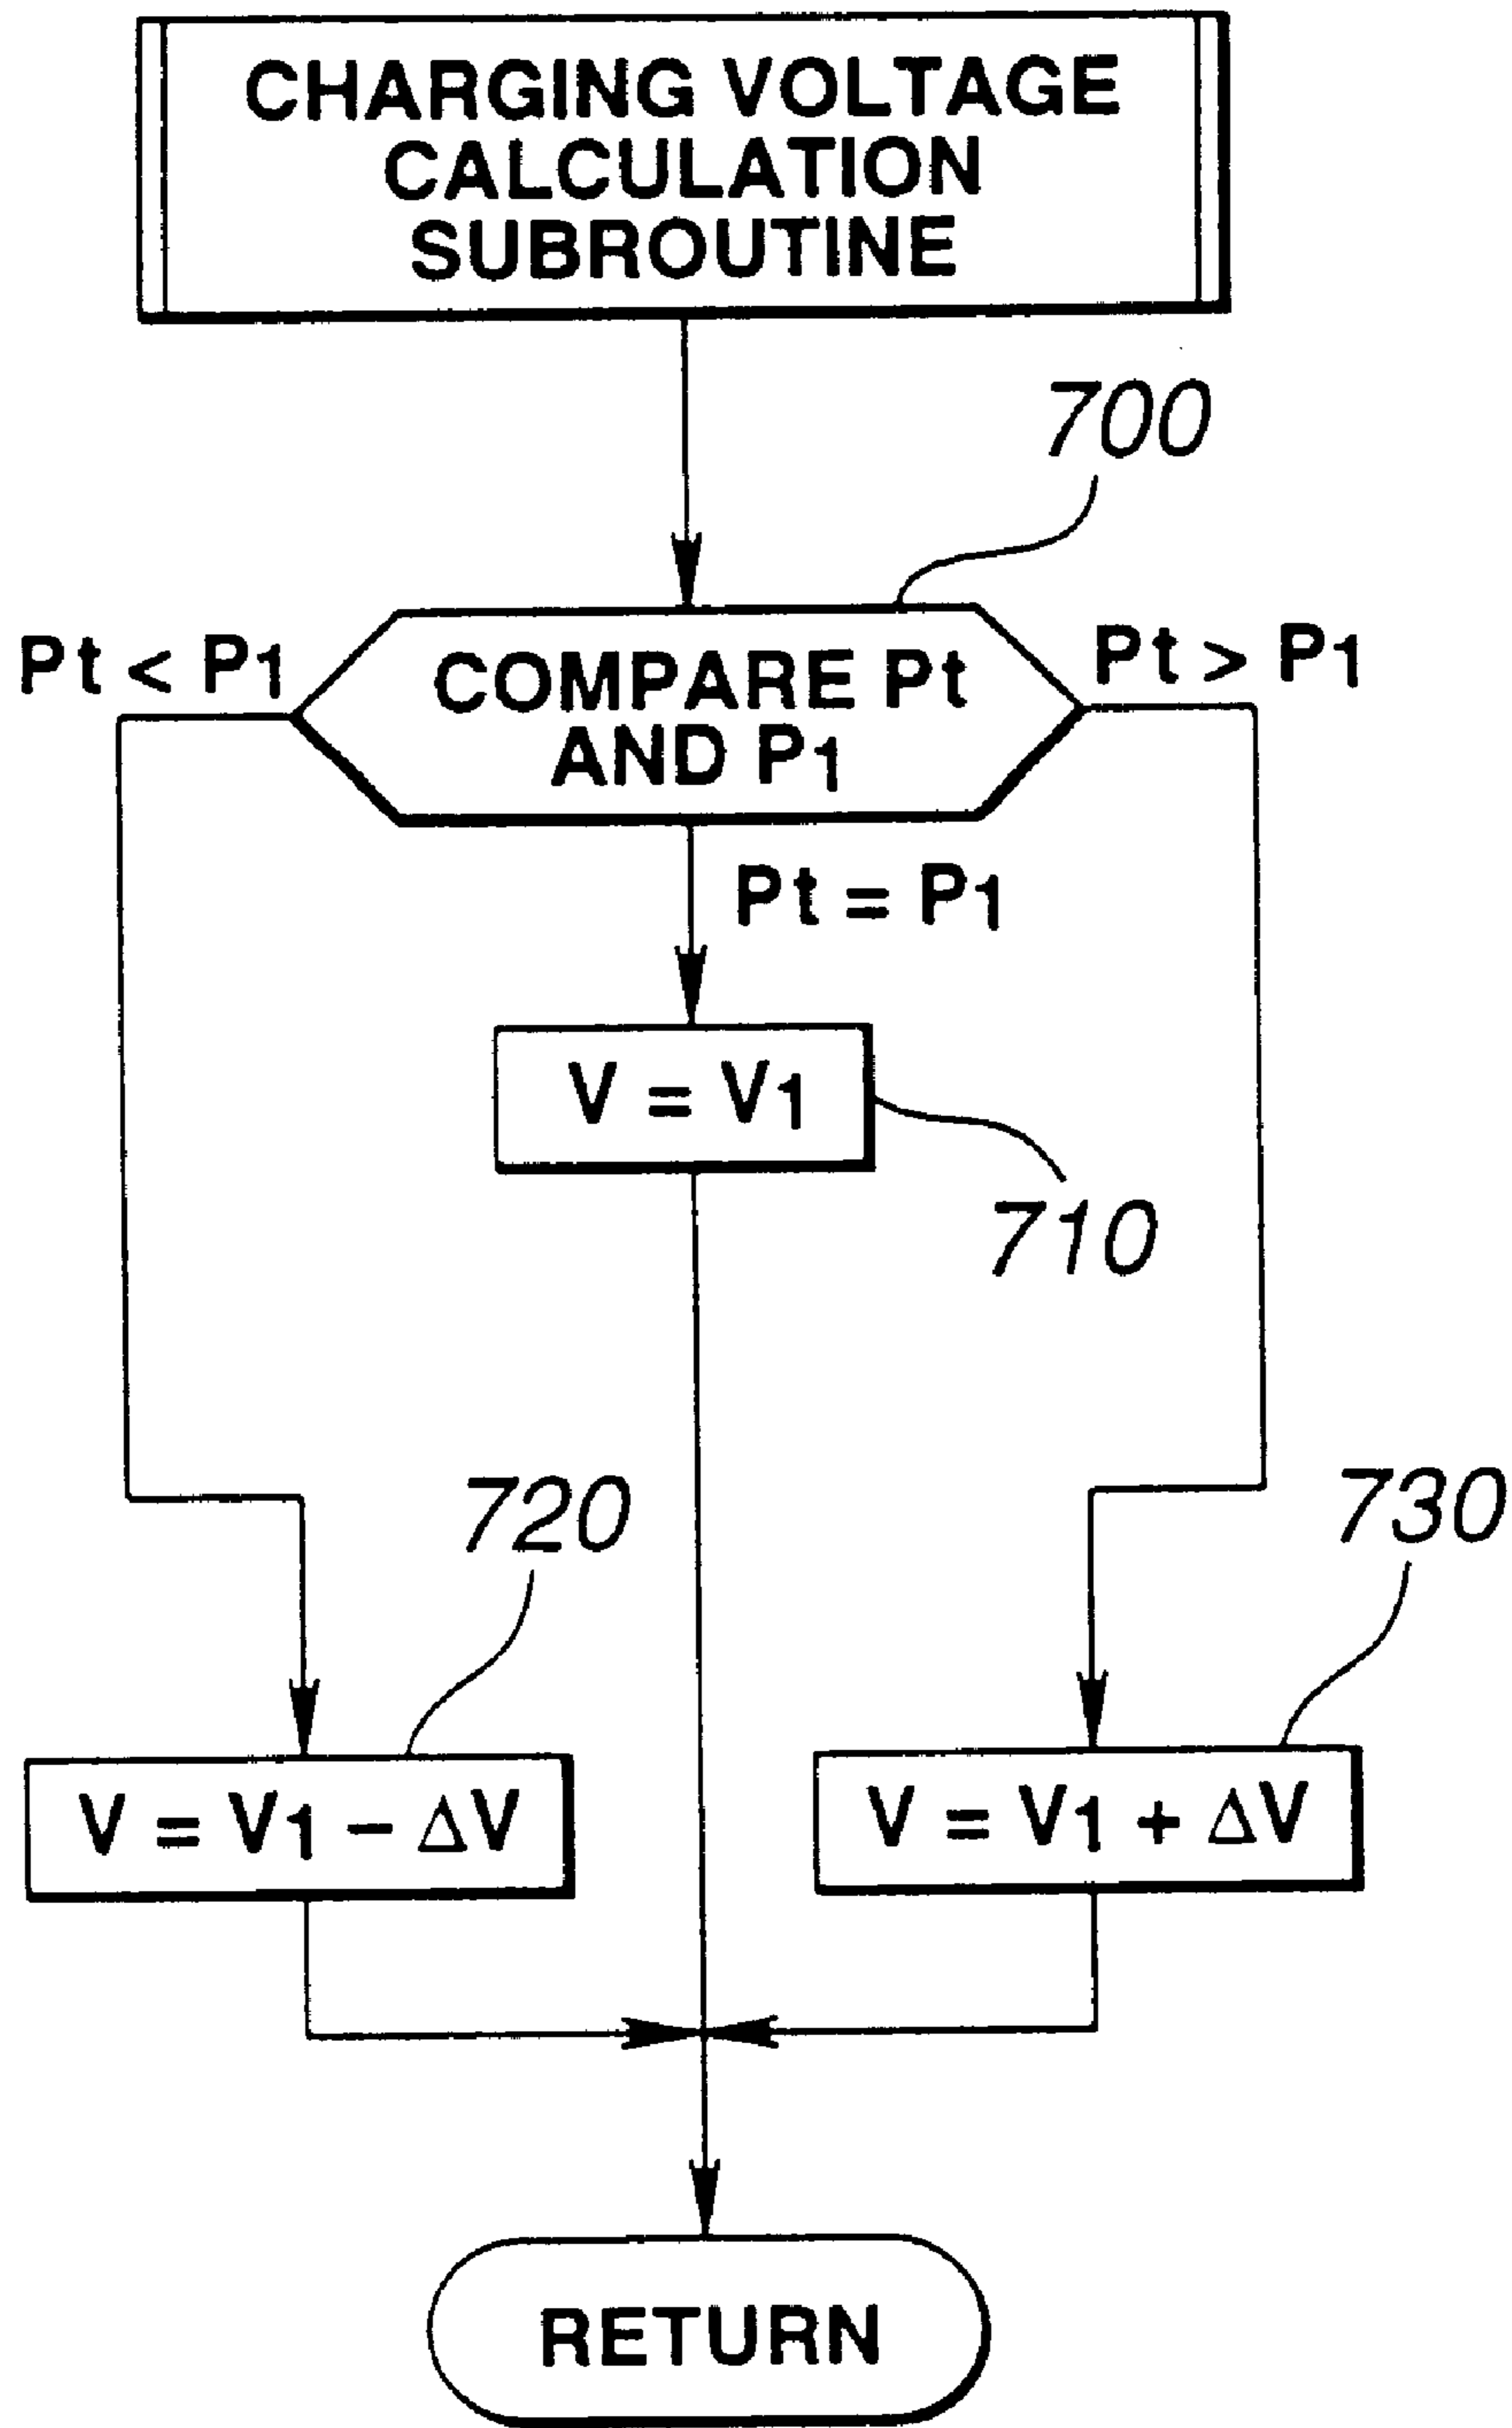 CHARGING VOLTAGE
CALCULATION
SUBROUTINE
700
Pt < P1
COMPARE Pt
AND P1
Pt > P1
Pt = P1
V = V1
710
720
730
V = V1 - ΔV
V = V1 + ΔV
RETURN